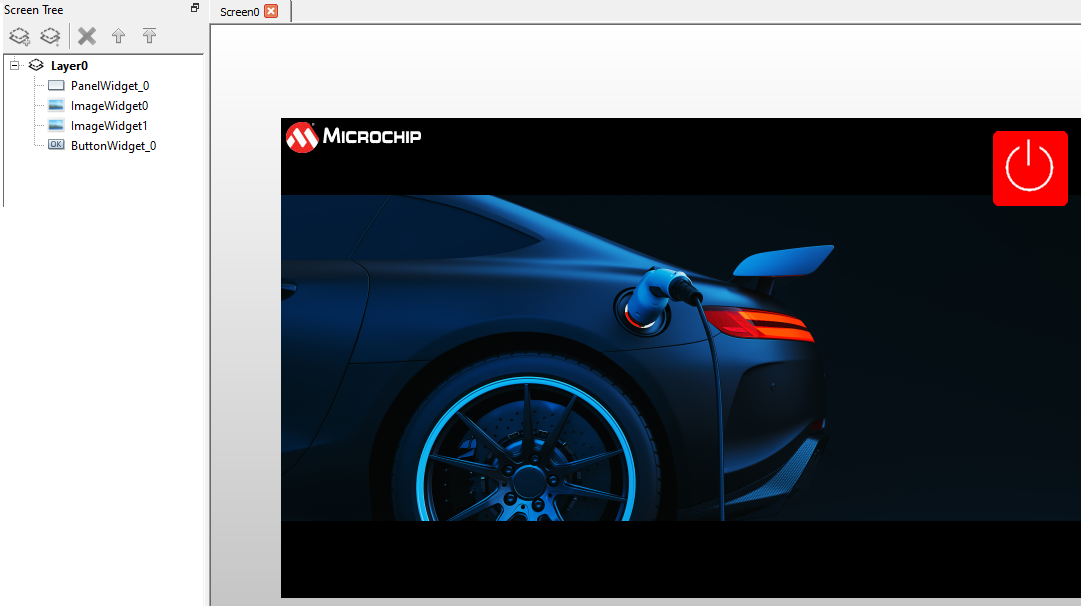 Screen Tree
Screen0
Layer0
PanelWidget_0
ImageWidget0
ImageWidget1
OK
ButtonWidget_0
MICROCHIP